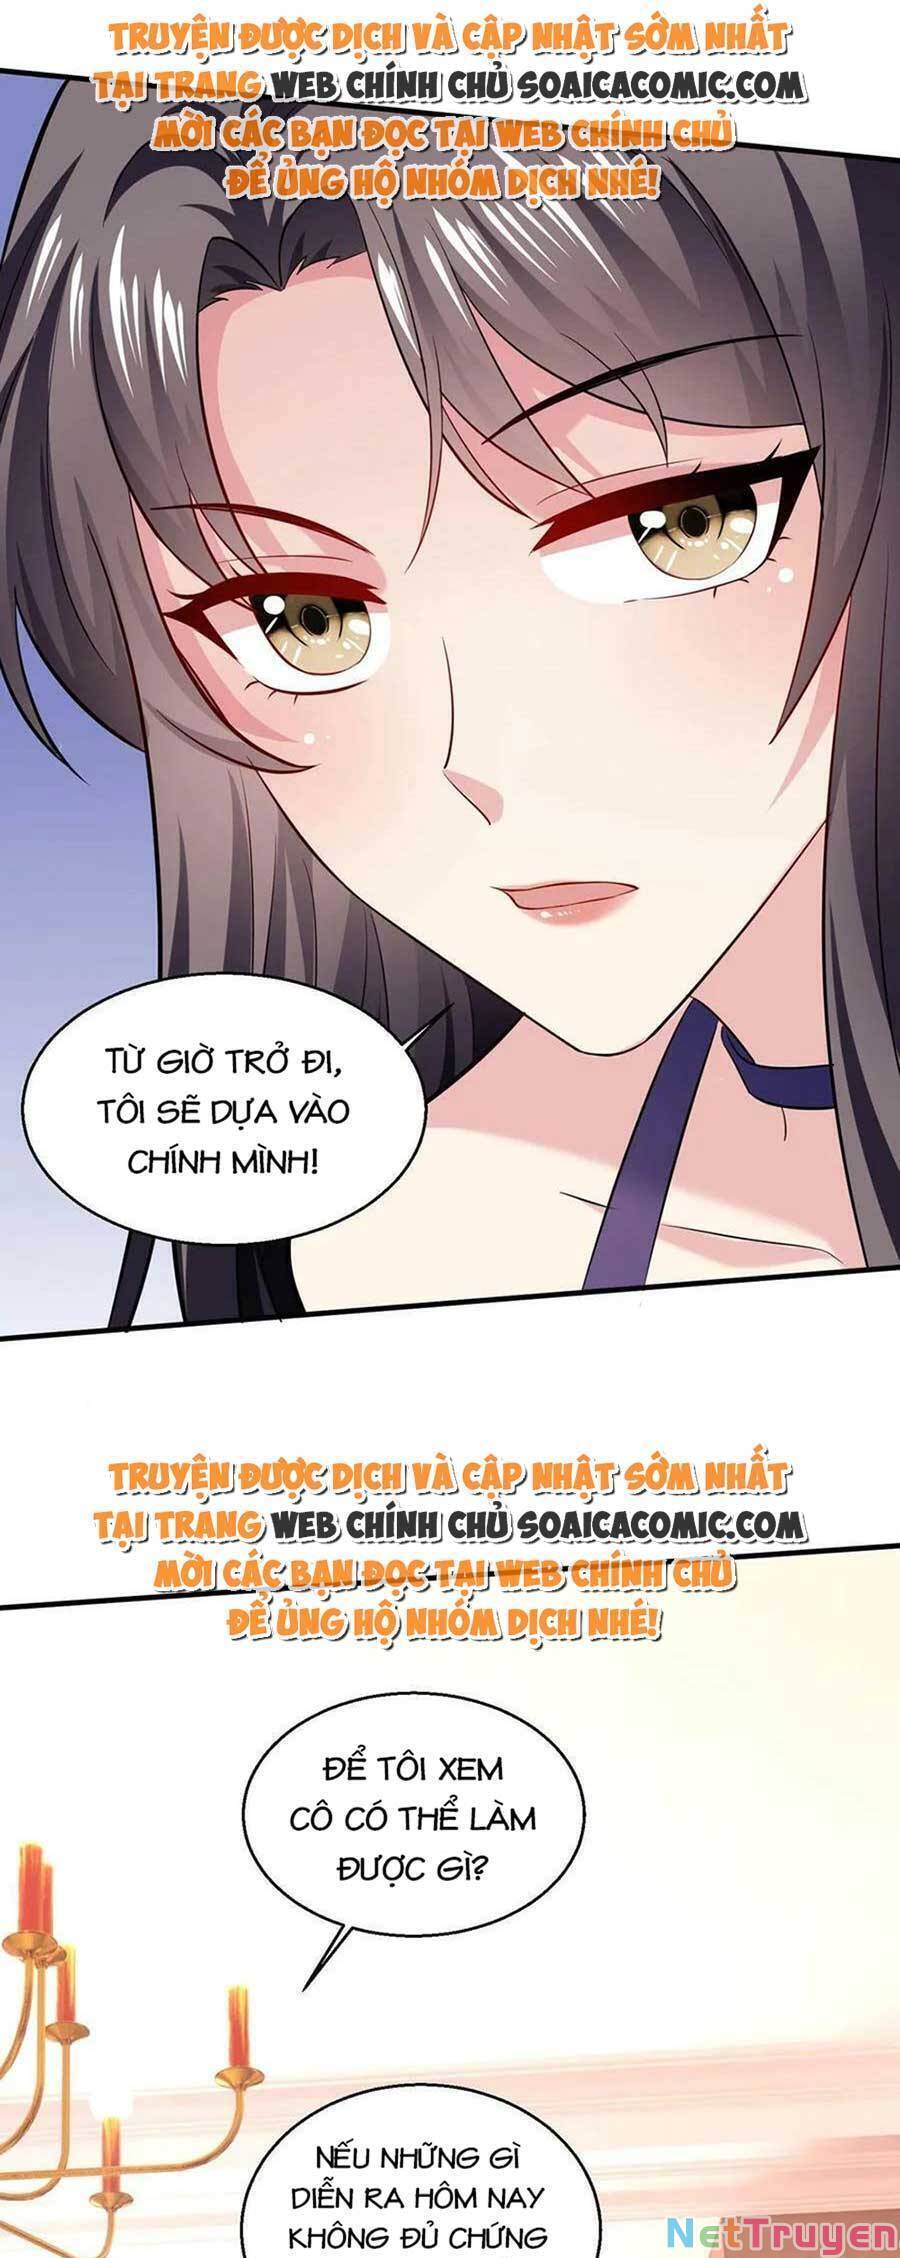 TRUYỆN ĐƯỢC DỊCH VÀ CẬP NHẬT SỚM NHẤT
TẠI TRANG WEB CHÍNH CHỦ SOAICACOMIC.COM
MỜI CÁC BẠN ĐỌC TẠI WEB CHÍNH CHỦ
ĐỂ ỦNG HỘ NHÓM DỊCH NHÉ!
TỪ GIỜ TRỞ ĐI,
TÔI SẼ DỰA VÀO
CHÍNH MÌNH!
TRUYỆN ĐƯỢC DỊCH VÀ CẬP NHẬT SỚM NHẤT
TẠI TRANG WEB CHÍNH CHỦ SOAICACOMIC.COM
MỜI CÁC BẠN ĐỌC TẠI WEB CHÍNH CHỦ
ĐỂ ỦNG HỘ NHÓM DỊCH NHÉ!
ĐỂ TÔI XEM
CÔ CÓ THỂ LÀM
ĐƯỢC GÌ?
NẾU NHỮNG GÌ
DIỄN RA HÔM NAY
KHÔNG ĐỦ CHỨNG
NetTruyen